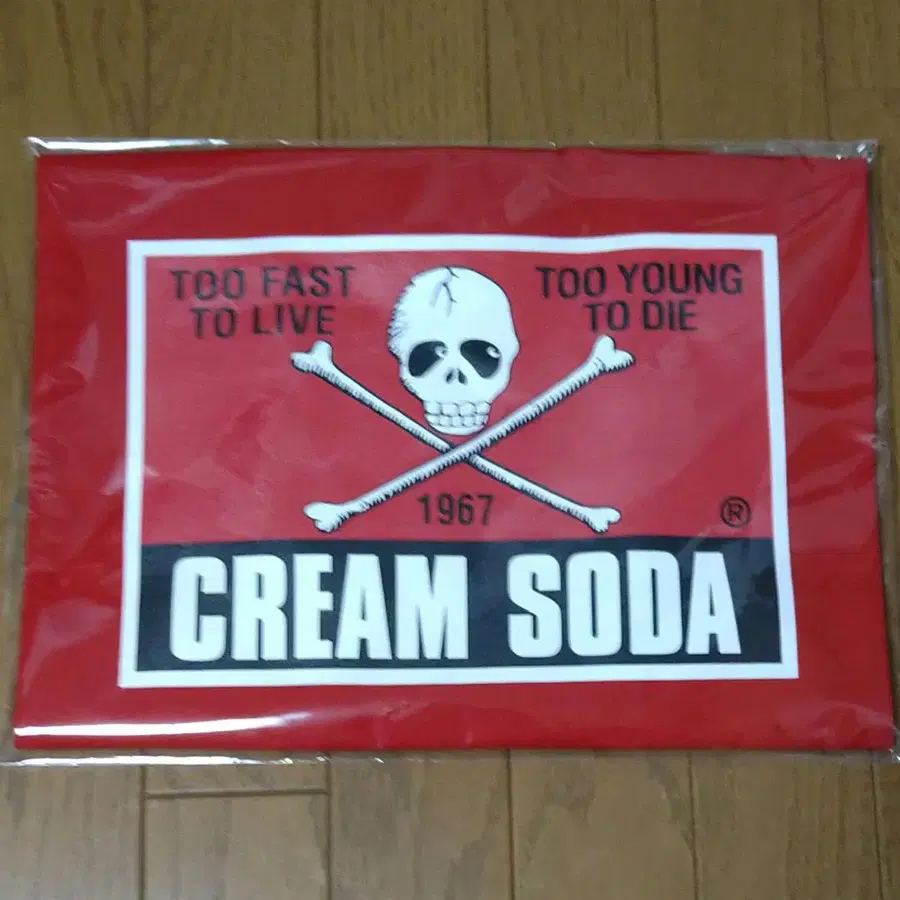 TOO FAST
TO LIVE
TOO YOUNG
TO DIE
1967
®
CREAM SODA